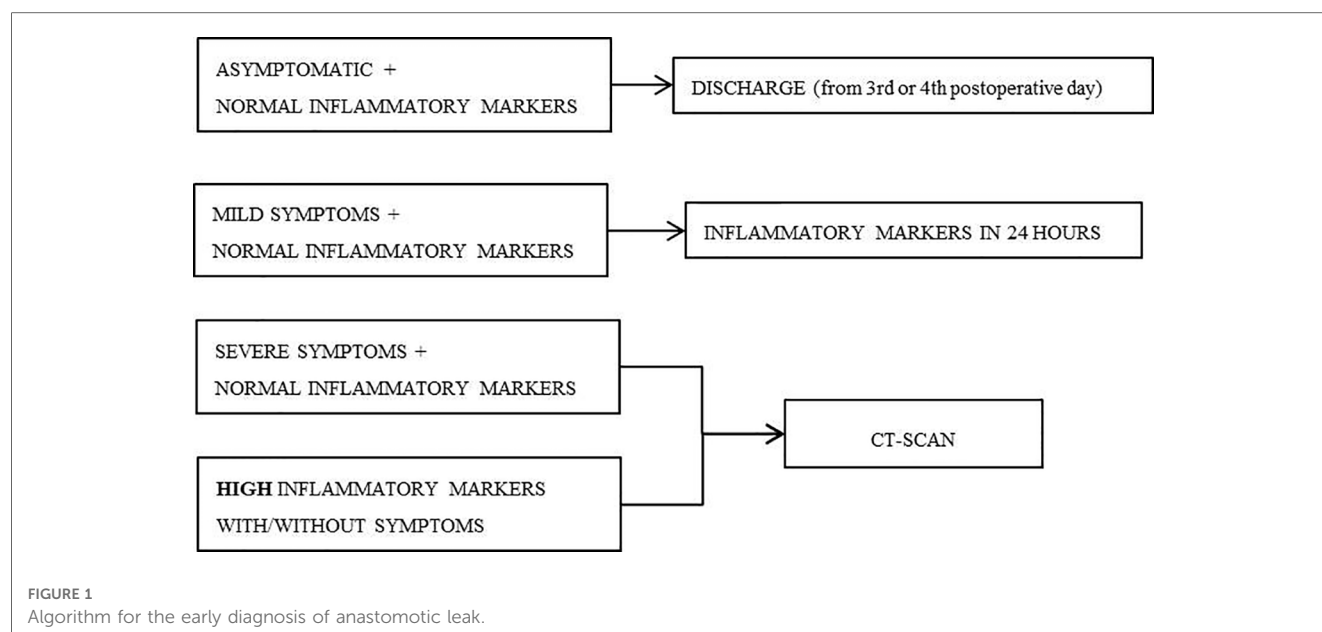 ASYMPTOMATIC +
NORMAL INFLAMMATORY MARKERS
DISCHARGE (from 3rd or 4th postoperative day)
MILD SYMPTOMS +
NORMAL INFLAMMATORY MARKERS
INFLAMMATORY MARKERS IN 24 HOURS
SEVERE SYMPTOMS +
NORMAL INFLAMMATORY MARKERS
CT-SCAN
HIGH INFLAMMATORY MARKERS
WITH/WITHOUT SYMPTOMS
FIGURE 1
Algorithm for the early diagnosis of anastomotic leak.